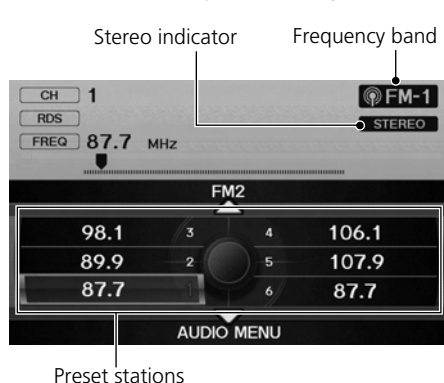 Stereo indicator Frequency band
CH 1 FM-1
RDS STEREO
FREQ 87.7 MHz
FM2
98.1 3 4 106.1
89.9 2 5 107.9
87.7 1 6 87.7
AUDIO MENU
Preset stations